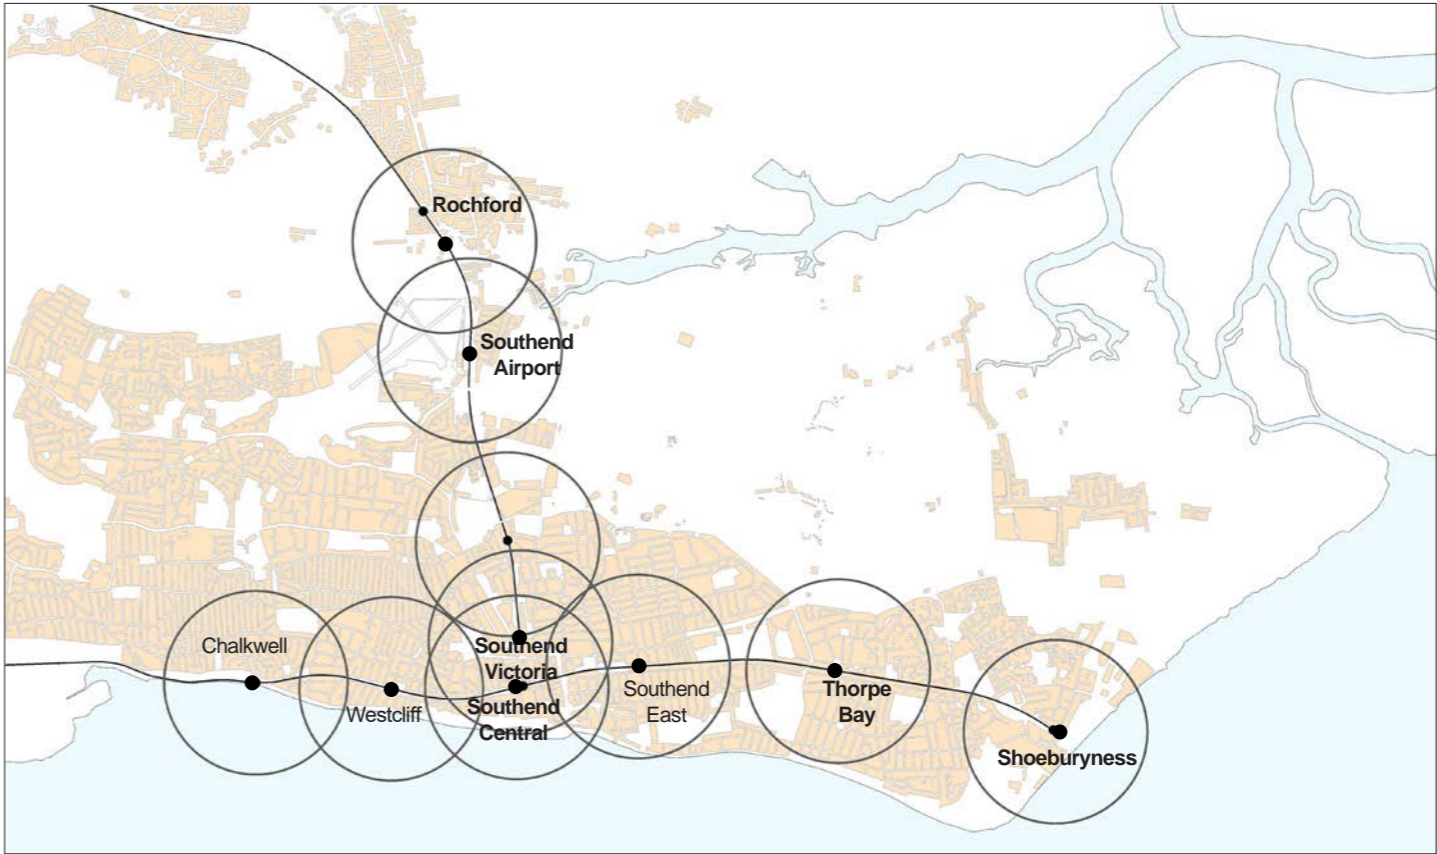 Rochford
Southend
Airport
Chalkwell
Westcliff
Southend
Victoria
Southend
Central
Southend
East
Thorpe
Bay
Shoeburyness